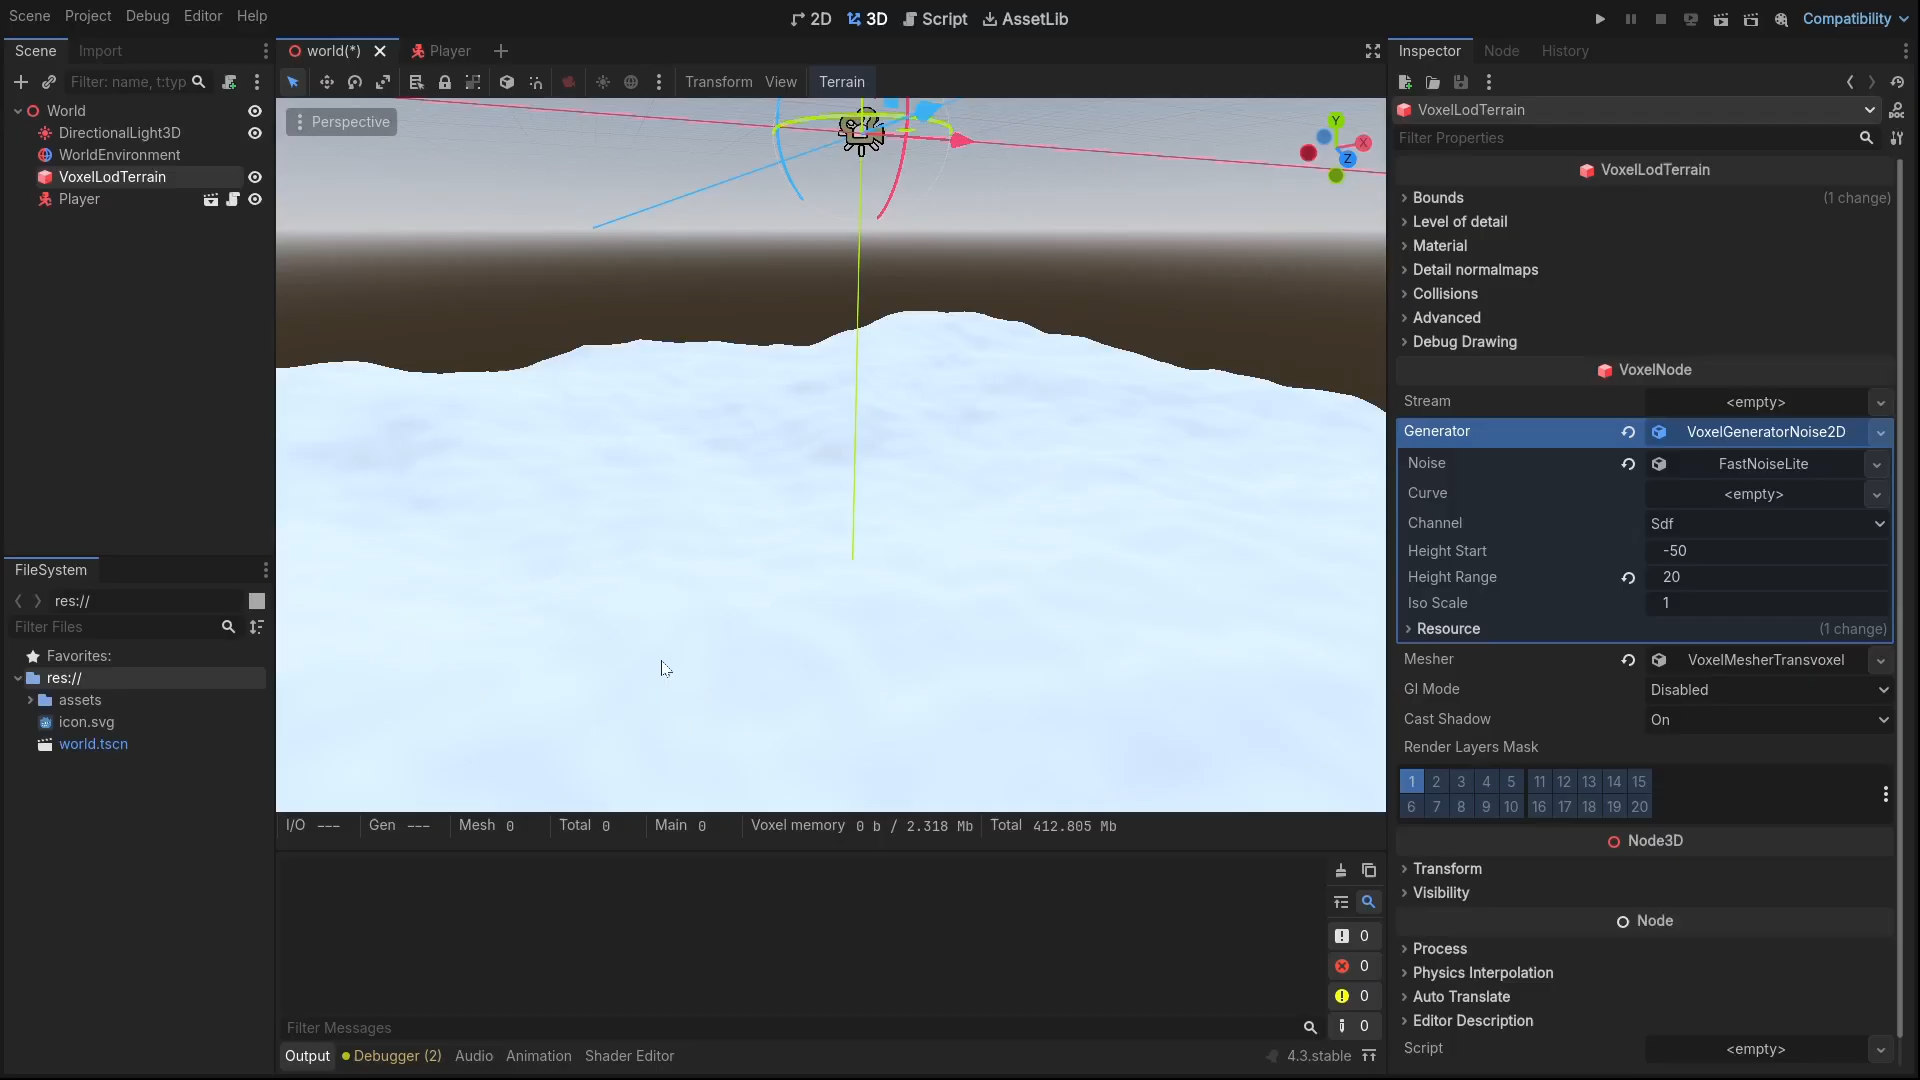 Scene Project Debug Editor Help
2D 3D Script AssetLib
Compatibility
Scene Import
world(*) Player
Inspector Node History
Filter: name, t:typ
Transform View Terrain
World
DirectionalLight3D
WorldEnvironment
VoxelLodTerrain
Player
Perspective
Y
X
Z
VoxelLodTerrain
Filter Properties
VoxelLodTerrain
Bounds (1 change)
Level of detail
Material
Detail normalmaps
Collisions
Advanced
Debug Drawing
VoxelNode
Stream <empty>
Generator VoxelGeneratorNoise2D
Noise FastNoiseLite
Curve <empty>
Channel Sdf
Height Start -50
Height Range 20
Iso Scale 1
Resource (1 change)
Mesher VoxelMesherTransvoxel
GI Mode Disabled
Cast Shadow On
Render Layers Mask
1 2 3 4 5 11 12 13 14 15
6 7 8 9 10 16 17 18 19 20
Node3D
Transform
Visibility
Node
Process
Physics Interpolation
Auto Translate
Editor Description
Script <empty>
FileSystem
res://
Filter Files
Favorites:
res://
assets
icon.svg
world.tscn
I/O --- Gen --- Mesh 0 Total 0 Main 0 Voxel memory 0 b / 2.318 Mb Total 412.805 Mb
0
0
0
0
Filter Messages
Output Debugger (2) Audio Animation Shader Editor 4.3.stable